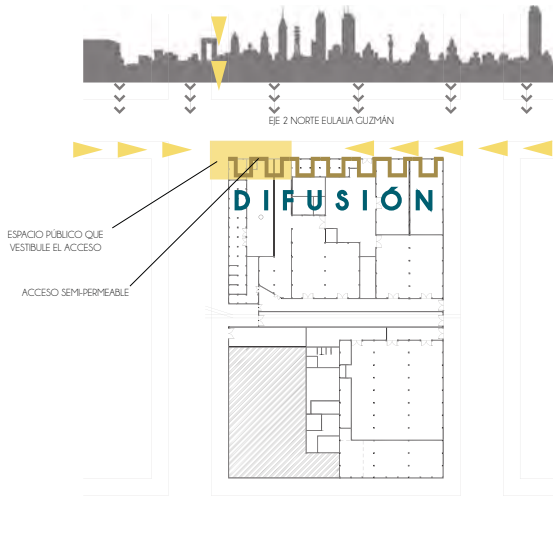 EJE 2 NORTE EULALIA GUZMÁN
DIFUSIÓN
ESPACIO PÚBLICO QUE
VESTIBULE EL ACCESO
ACCESO SEMI-PERMEABLE